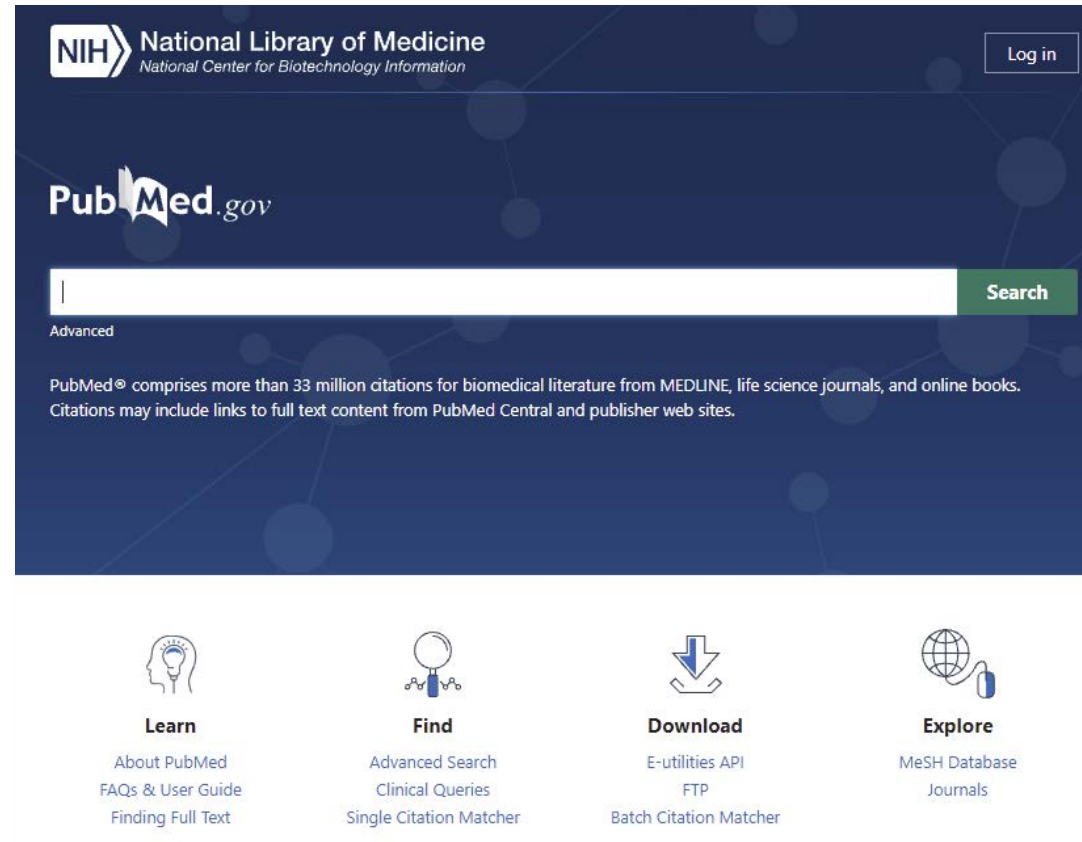 NIH National Library of Medicine
National Center for Biotechnology Information
Log in
PubMed.gov
Search
Advanced
PubMed® comprises more than 33 million citations for biomedical literature from MEDLINE, life science journals, and online books.
Citations may include links to full text content from PubMed Central and publisher web sites.
Learn
About PubMed
FAQs & User Guide
Finding Full Text
Find
Advanced Search
Clinical Queries
Single Citation Matcher
Download
E-utilities API
FTP
Batch Citation Matcher
Explore
MeSH Database
Journals